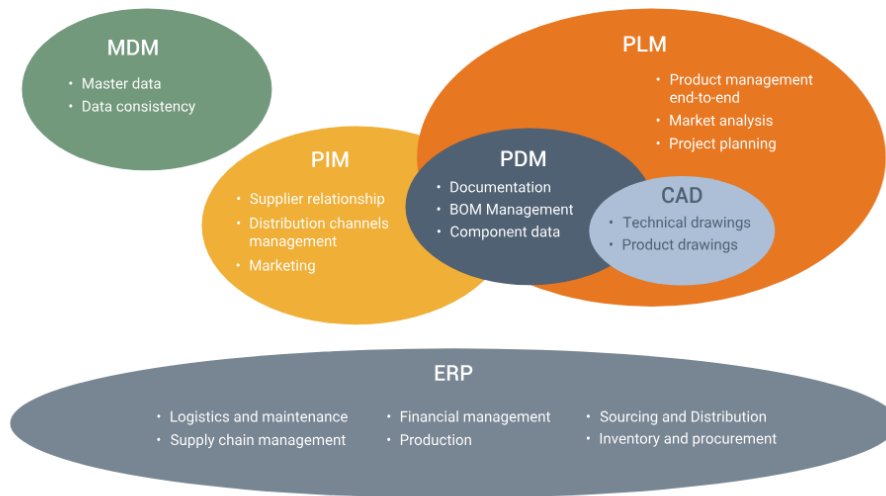 MDM
• Master data
• Data consistency
PLM
• Product management
end-to-end
• Market analysis
• Project planning
PIM
• Supplier relationship
• Distribution channels
management
• Marketing
PDM
• Documentation
• BOM Management
• Component data
CAD
• Technical drawings
• Product drawings
ERP
• Logistics and maintenance
• Supply chain management
• Financial management
• Production
• Sourcing and Distribution
• Inventory and procurement